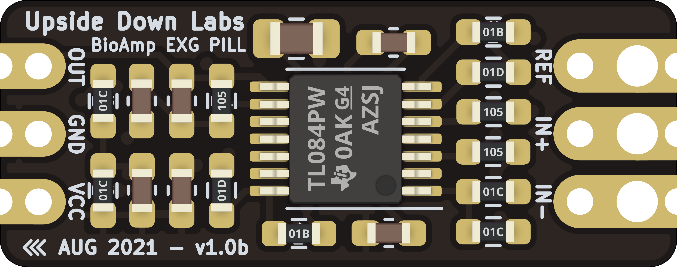 Upside Down Labs
BioAmp EXG PILL
OUT
GND
VCC
01C
105
01C
01D
TL084PW
0AK G4
AZSJ
01B
01B
01D
105
105
01C
01C
REF
IN+
IN-
AUG 2021 - v1.0b